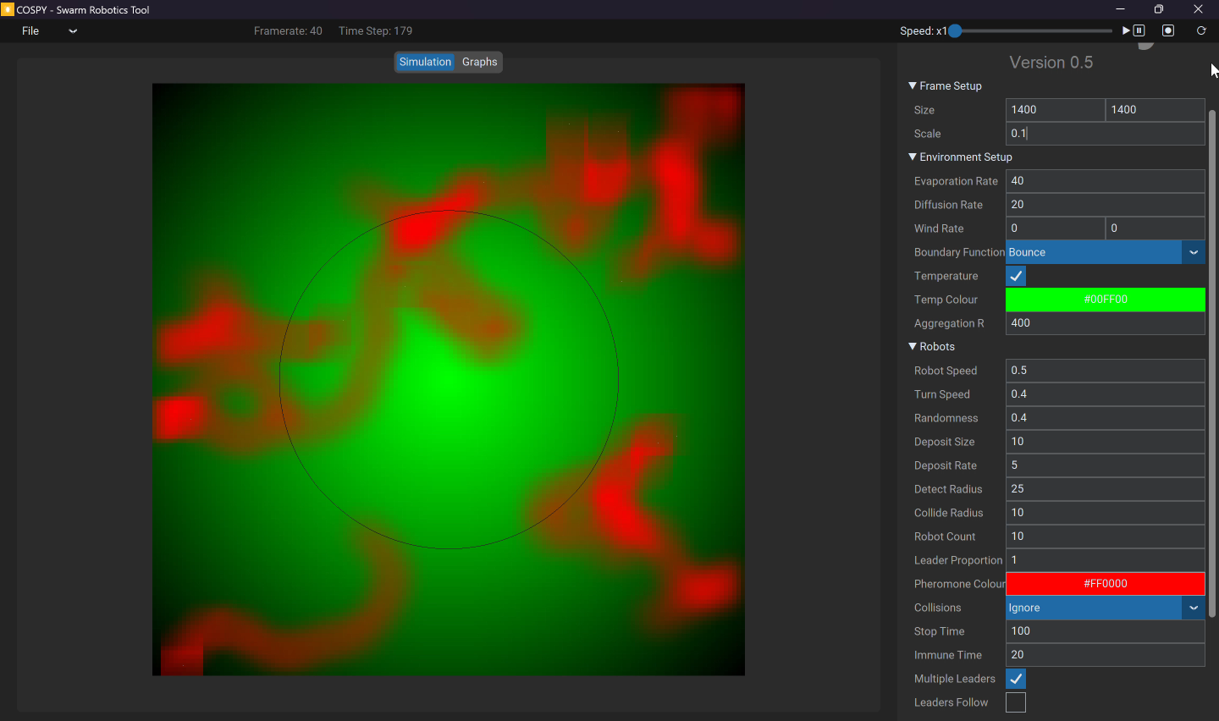 COSPY - Swarm Robotics Tool
File Framerate: 40 Time Step: 179 Speed: x1
Simulation Graphs
Version 0.5
Frame Setup
Size 1400 1400
Scale 0.1
Environment Setup
Evaporation Rate 40
Diffusion Rate 20
Wind Rate 0 0
Boundary Function Bounce
Temperature
Temp Colour #00FF00
Aggregation R 400
Robots
Robot Speed 0.5
Turn Speed 0.4
Randomness 0.4
Deposit Size 10
Deposit Rate 5
Detect Radius 25
Collide Radius 10
Robot Count 10
Leader Proportion 1
Pheromone Colour #FF0000
Collisions Ignore
Stop Time 100
Immune Time 20
Multiple Leaders
Leaders Follow